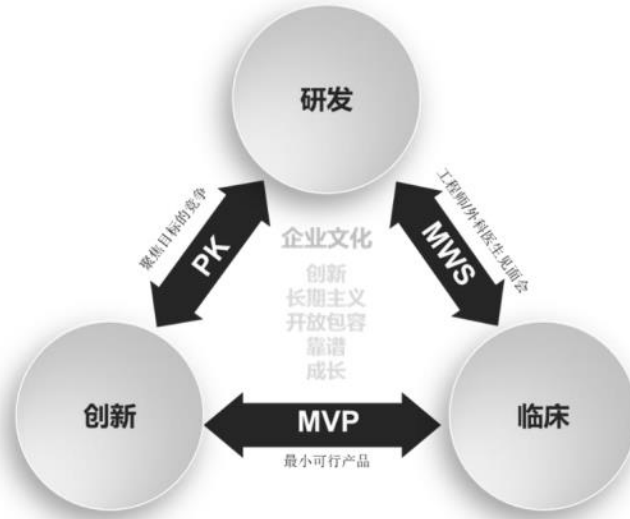 研发
聚焦目标的竞争
PK
工程师/外科医生见面会
MWS
企业文化
创新
长期主义
开放包容
靠谱
成长
创新
MVP
最小可行产品
临床